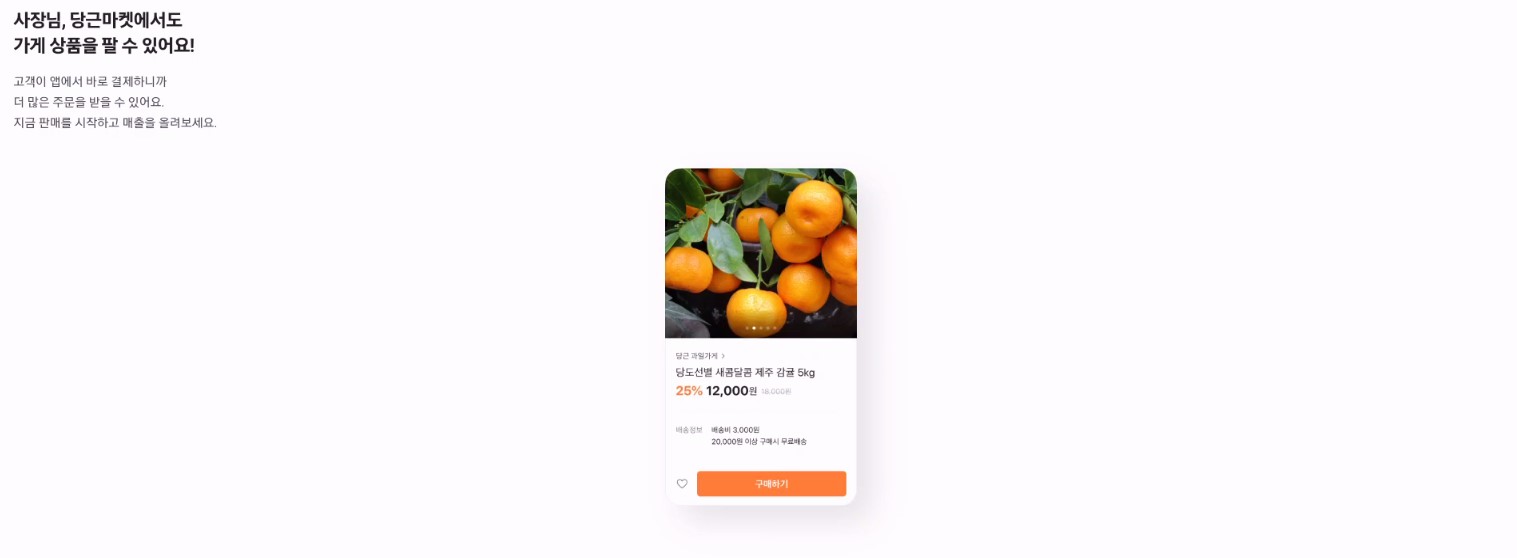 사장님, 당근마켓에서도
가게 상품을 팔 수 있어요!
고객이 앱에서 바로 결제하니까
더 많은 주문을 받을 수 있어요.
지금 판매를 시작하고 매출을 올려보세요.
당근 과일가게 >
당도선별 새콤달콤 제주 감귤 5kg
25% 12,000원 18,000원
배송정보 배송비 3,000원
20,000원 이상 구매시 무료배송
구매하기